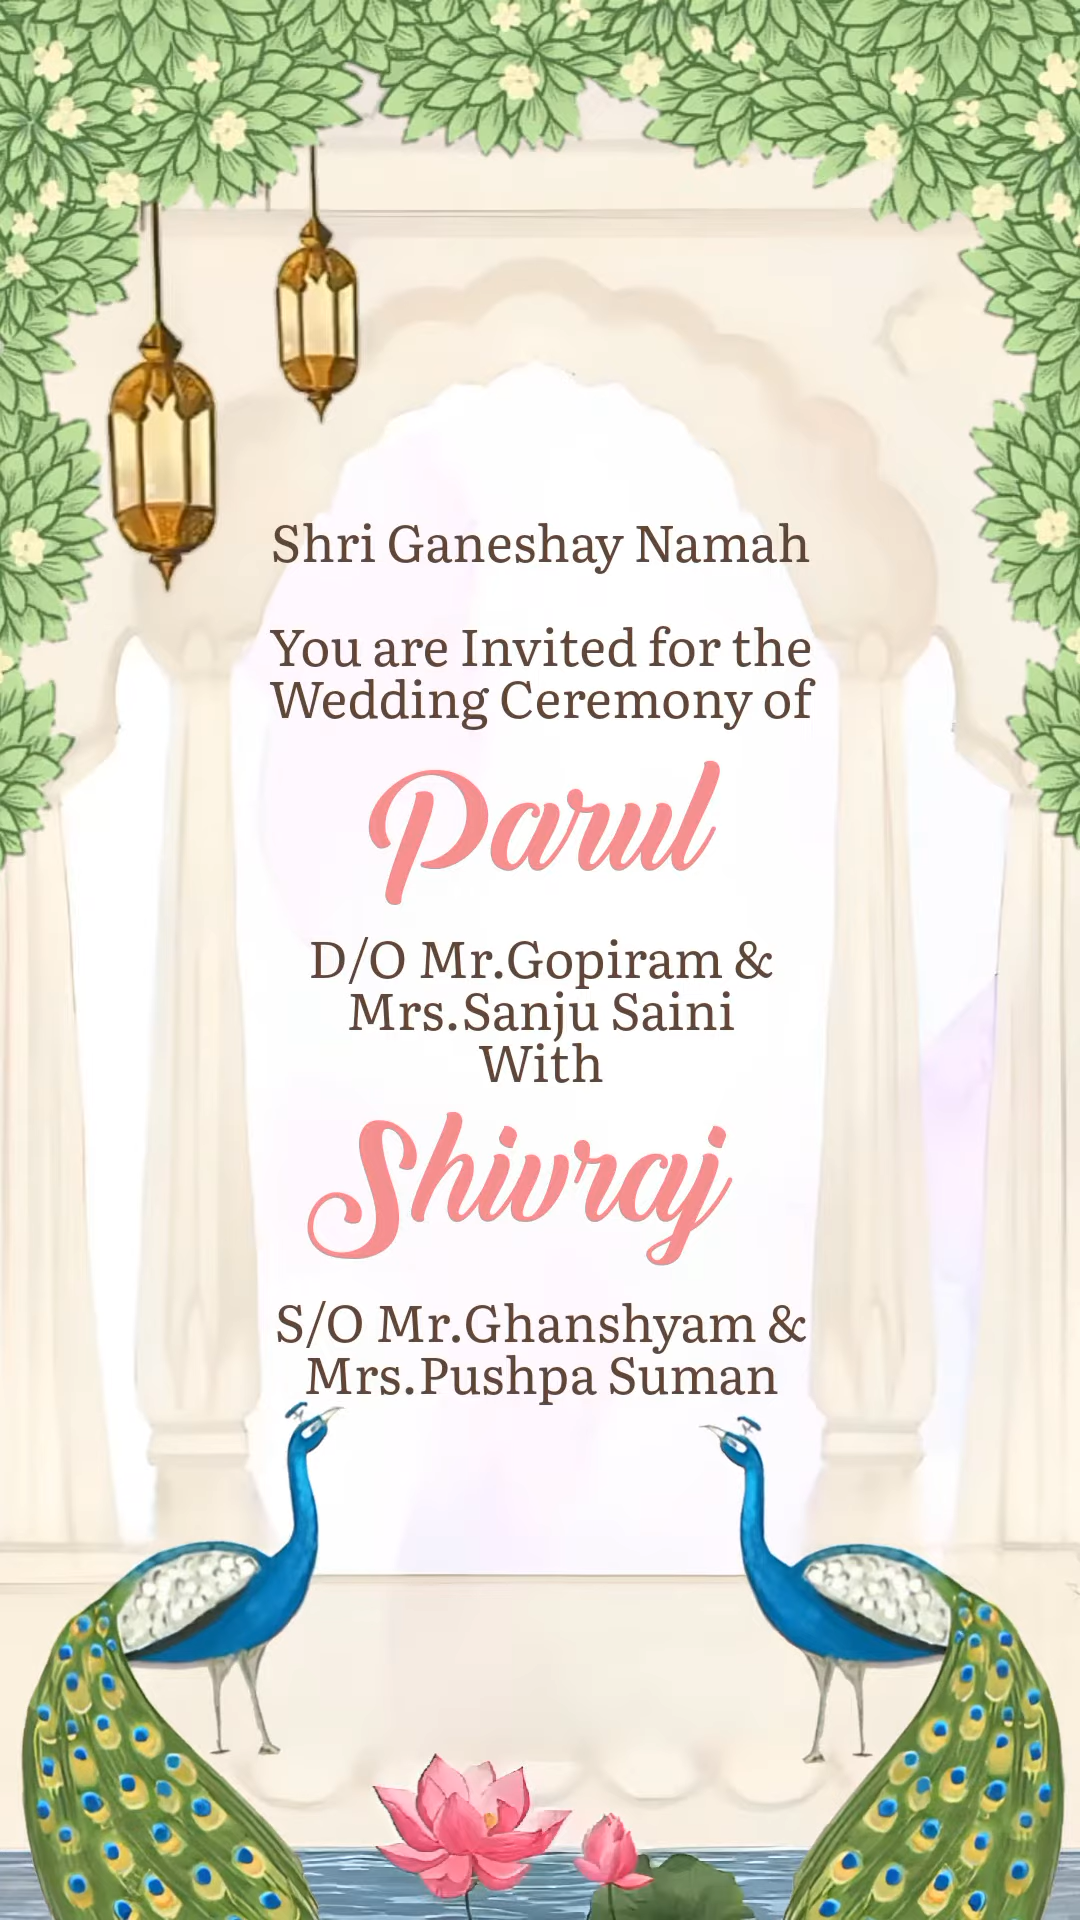 Shri Ganeshay Namah
You are Invited for the
Wedding Ceremony of
Parul
D/O Mr.Gopiram &
Mrs.Sanju Saini
With
Shivraj
S/O Mr.Ghanshyam &
Mrs.Pushpa Suman